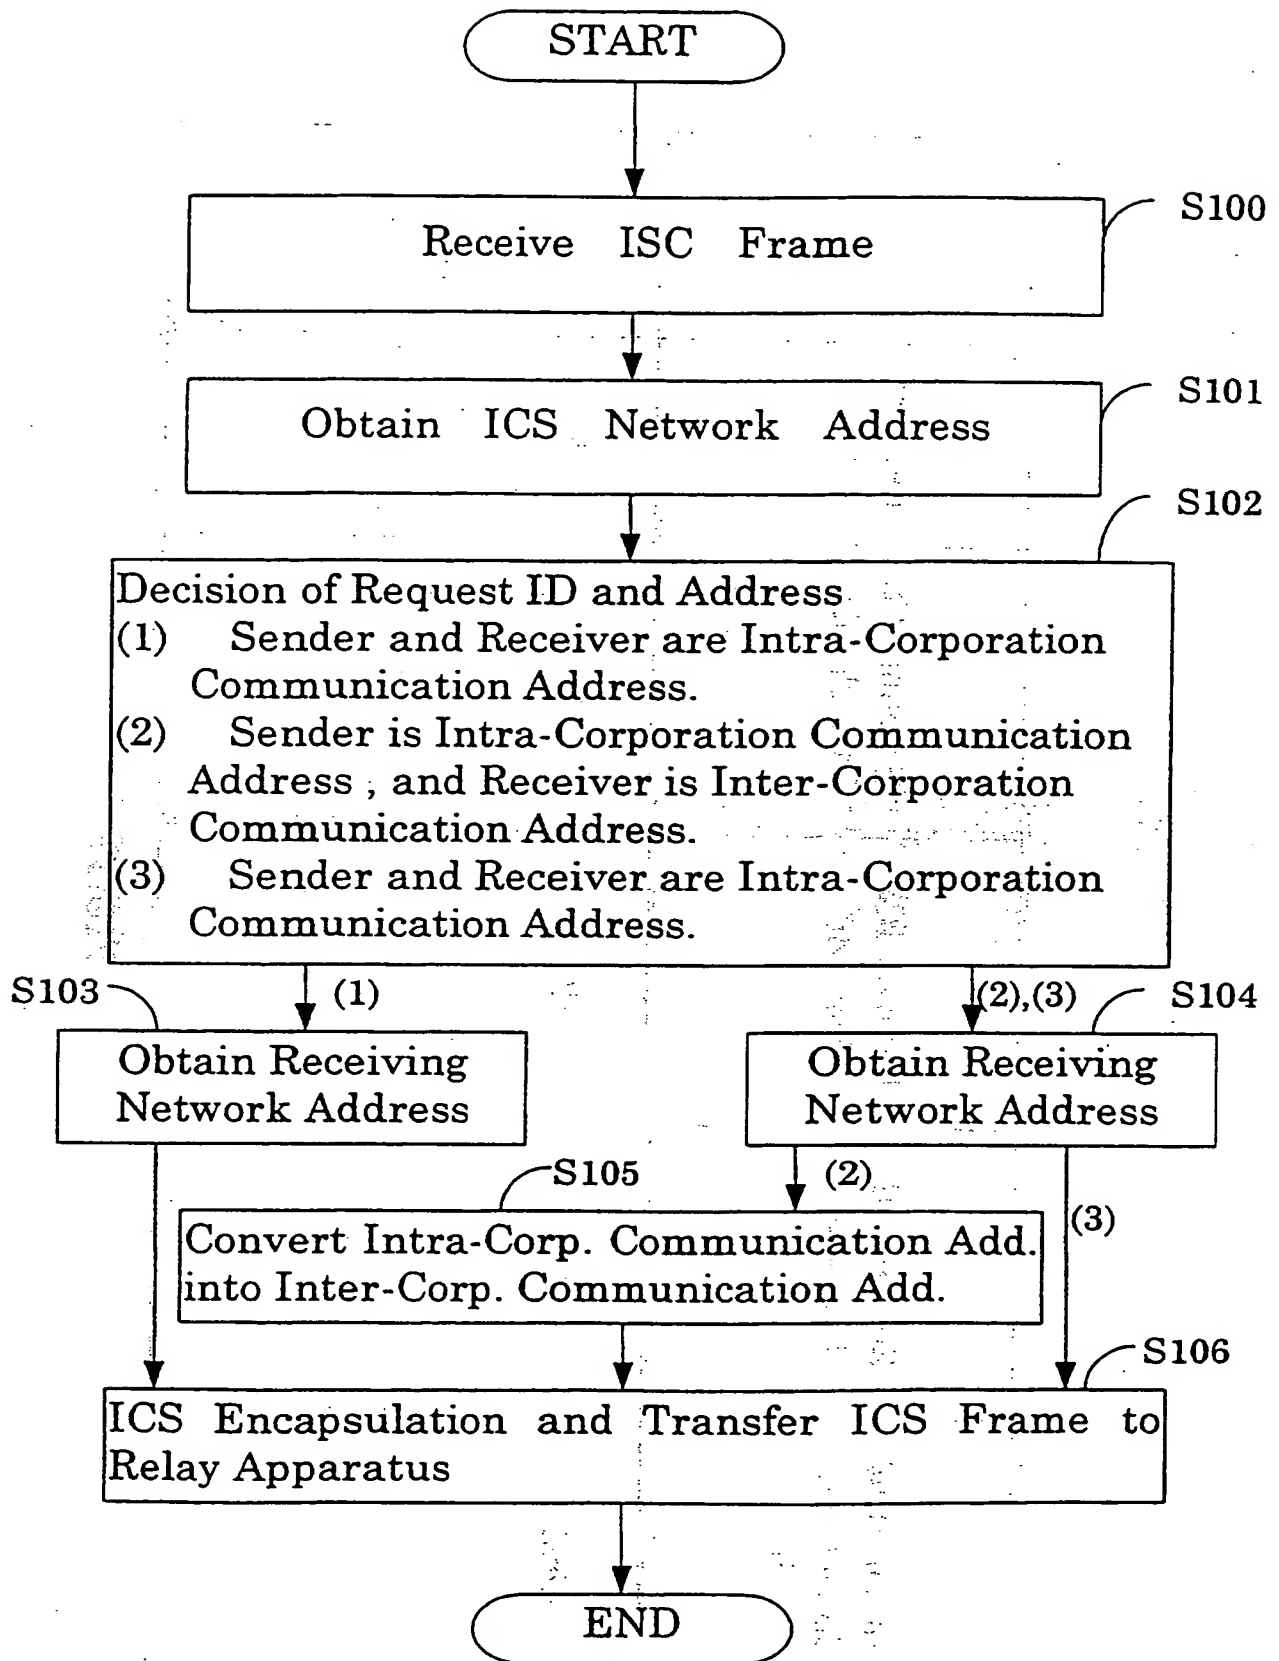 START
S100
Receive ISC Frame
S101
Obtain ICS Network Address
S102
Decision of Request ID and Address
(1) Sender and Receiver are Intra-Corporation
Communication Address.
(2) Sender is Intra-Corporation Communication
Address , and Receiver is Inter-Corporation
Communication Address.
(3) Sender and Receiver are Intra-Corporation
Communication Address.
S103
(1)
(2),(3)
S104
Obtain Receiving
Network Address
Obtain Receiving
Network Address
S105
(2)
(3)
Convert Intra-Corp. Communication Add.
into Inter-Corp. Communication Add.
S106
ICS Encapsulation and Transfer ICS Frame to
Relay Apparatus
END